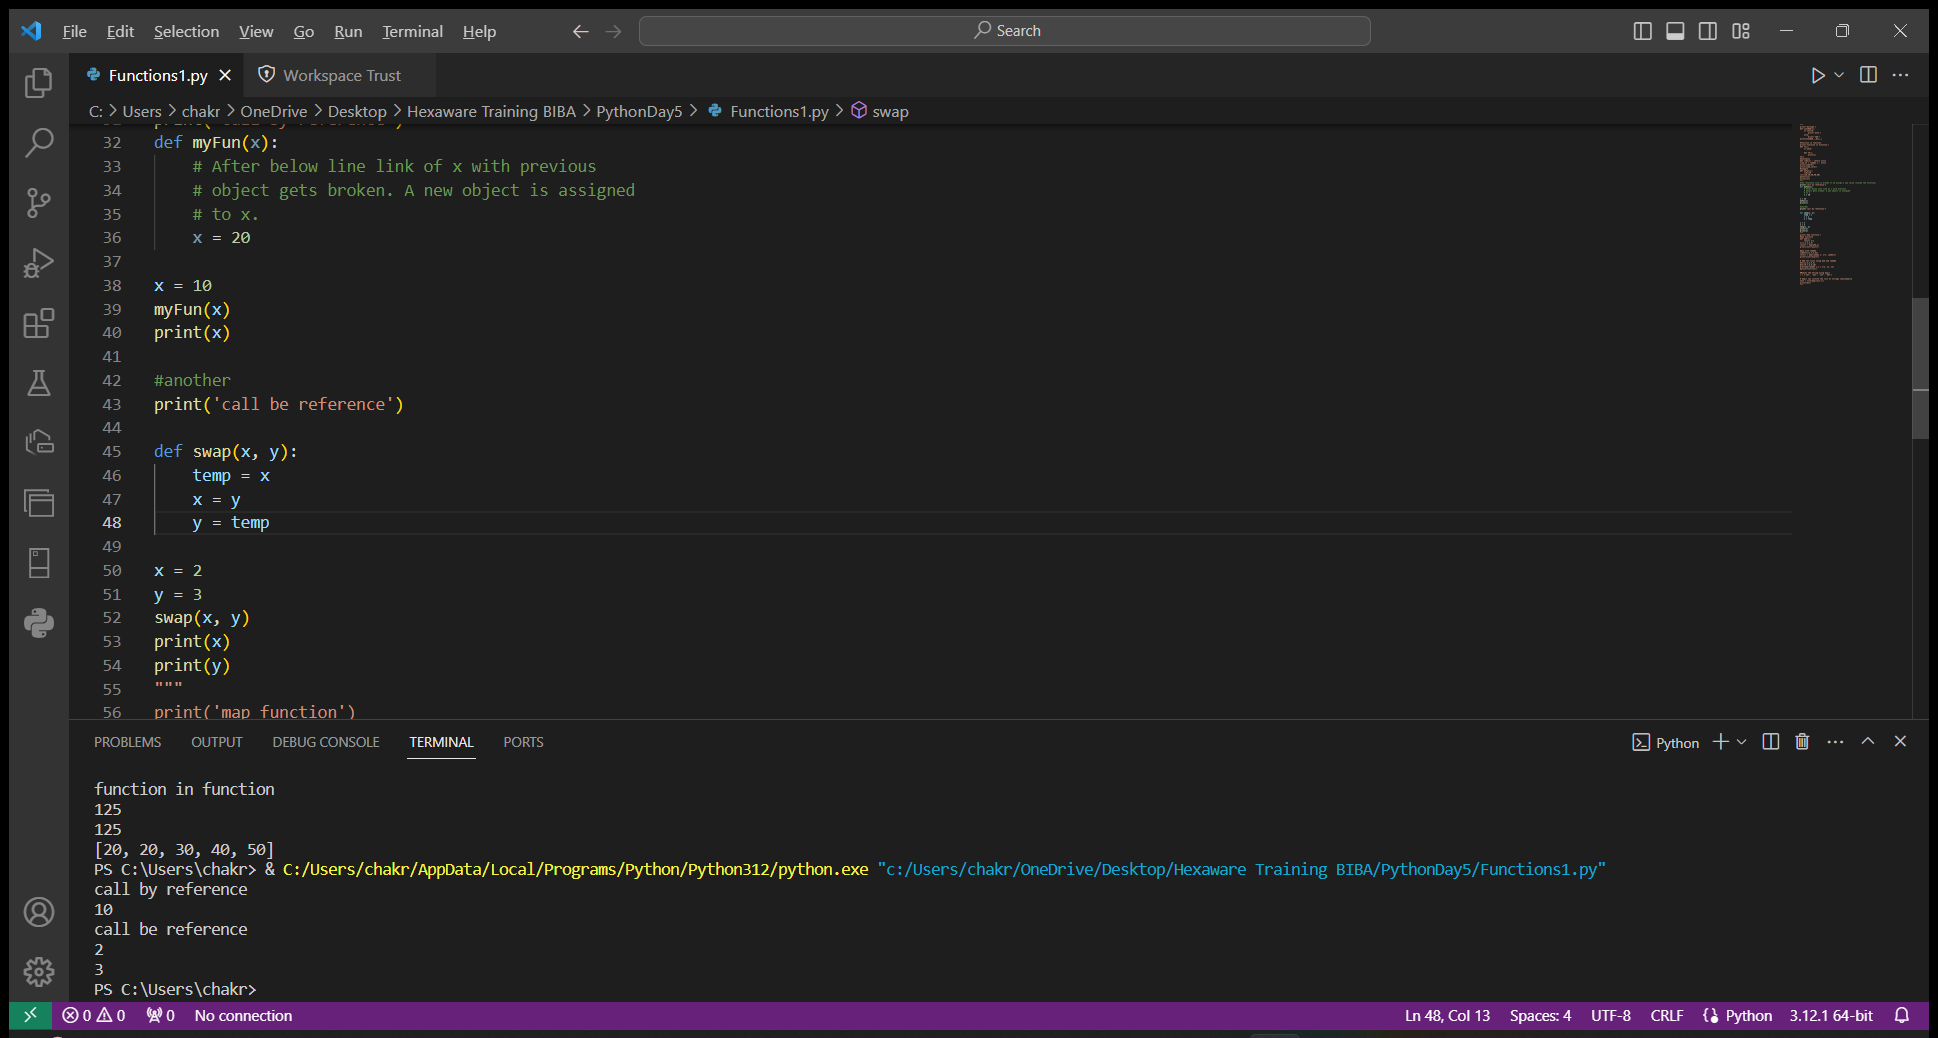 File Edit Selection View Go Run Terminal Help
Search
Functions1.py
Workspace Trust
C: > Users > chakr > OneDrive > Desktop > Hexaware Training BIBA > PythonDay5 > Functions1.py > swap
32 def myFun(x):
33 # After below line link of x with previous
34 # object gets broken. A new object is assigned
35 # to x.
36 x = 20
37
38 x = 10
39 myFun(x)
40 print(x)
41
42 #another
43 print('call be reference')
44
45 def swap(x, y):
46 temp = x
47 x = y
48 y = temp
49
50 x = 2
51 y = 3
52 swap(x, y)
53 print(x)
54 print(y)
55 """
56 print('map function')
PROBLEMS OUTPUT DEBUG CONSOLE TERMINAL PORTS
Python
function in function
125
125
[20, 20, 30, 40, 50]
PS C:\Users\chakr> & C:/Users/chakr/AppData/Local/Programs/Python/Python312/python.exe "c:/Users/chakr/OneDrive/Desktop/Hexaware Training BIBA/PythonDay5/Functions1.py"
call by reference
10
call be reference
2
3
PS C:\Users\chakr>
0 0 0 No connection
Ln 48, Col 13 Spaces: 4 UTF-8 CRLF Python 3.12.1 64-bit